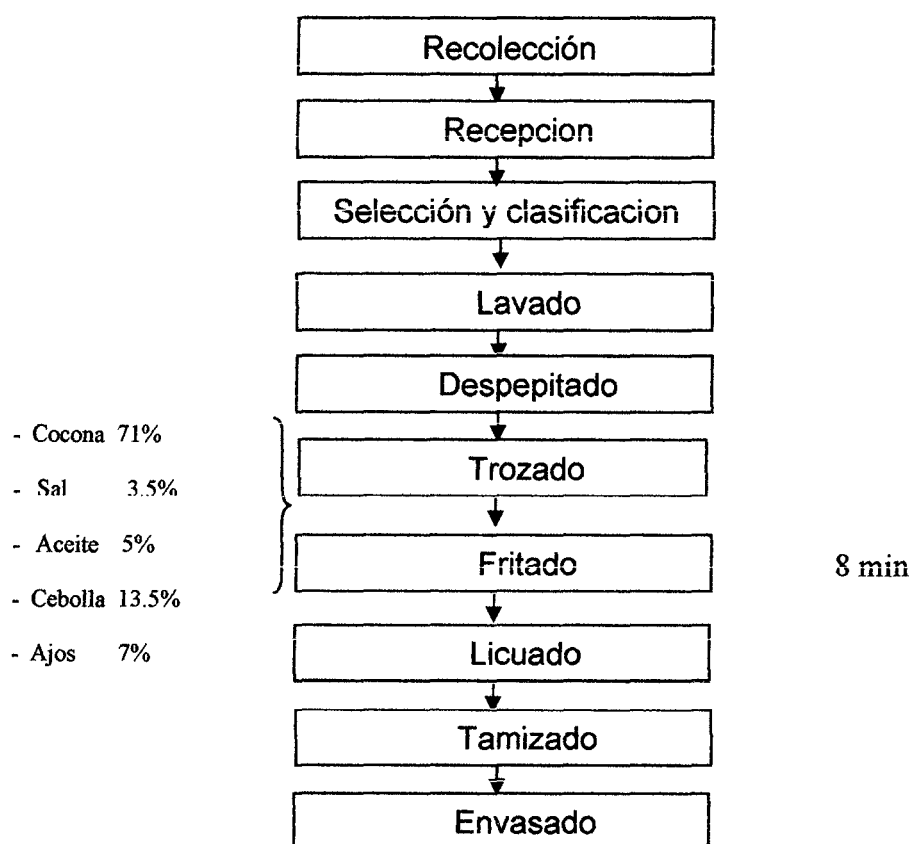 Recolección
Recepcion
Selección y clasificacion
Lavado
Despepitado
- Cocona 71%
Trozado
- Sal 3.5%
- Aceite 5%
Fritado
8 min
- Cebolla 13.5%
- Ajos 7%
Licuado
Tamizado
Envasado